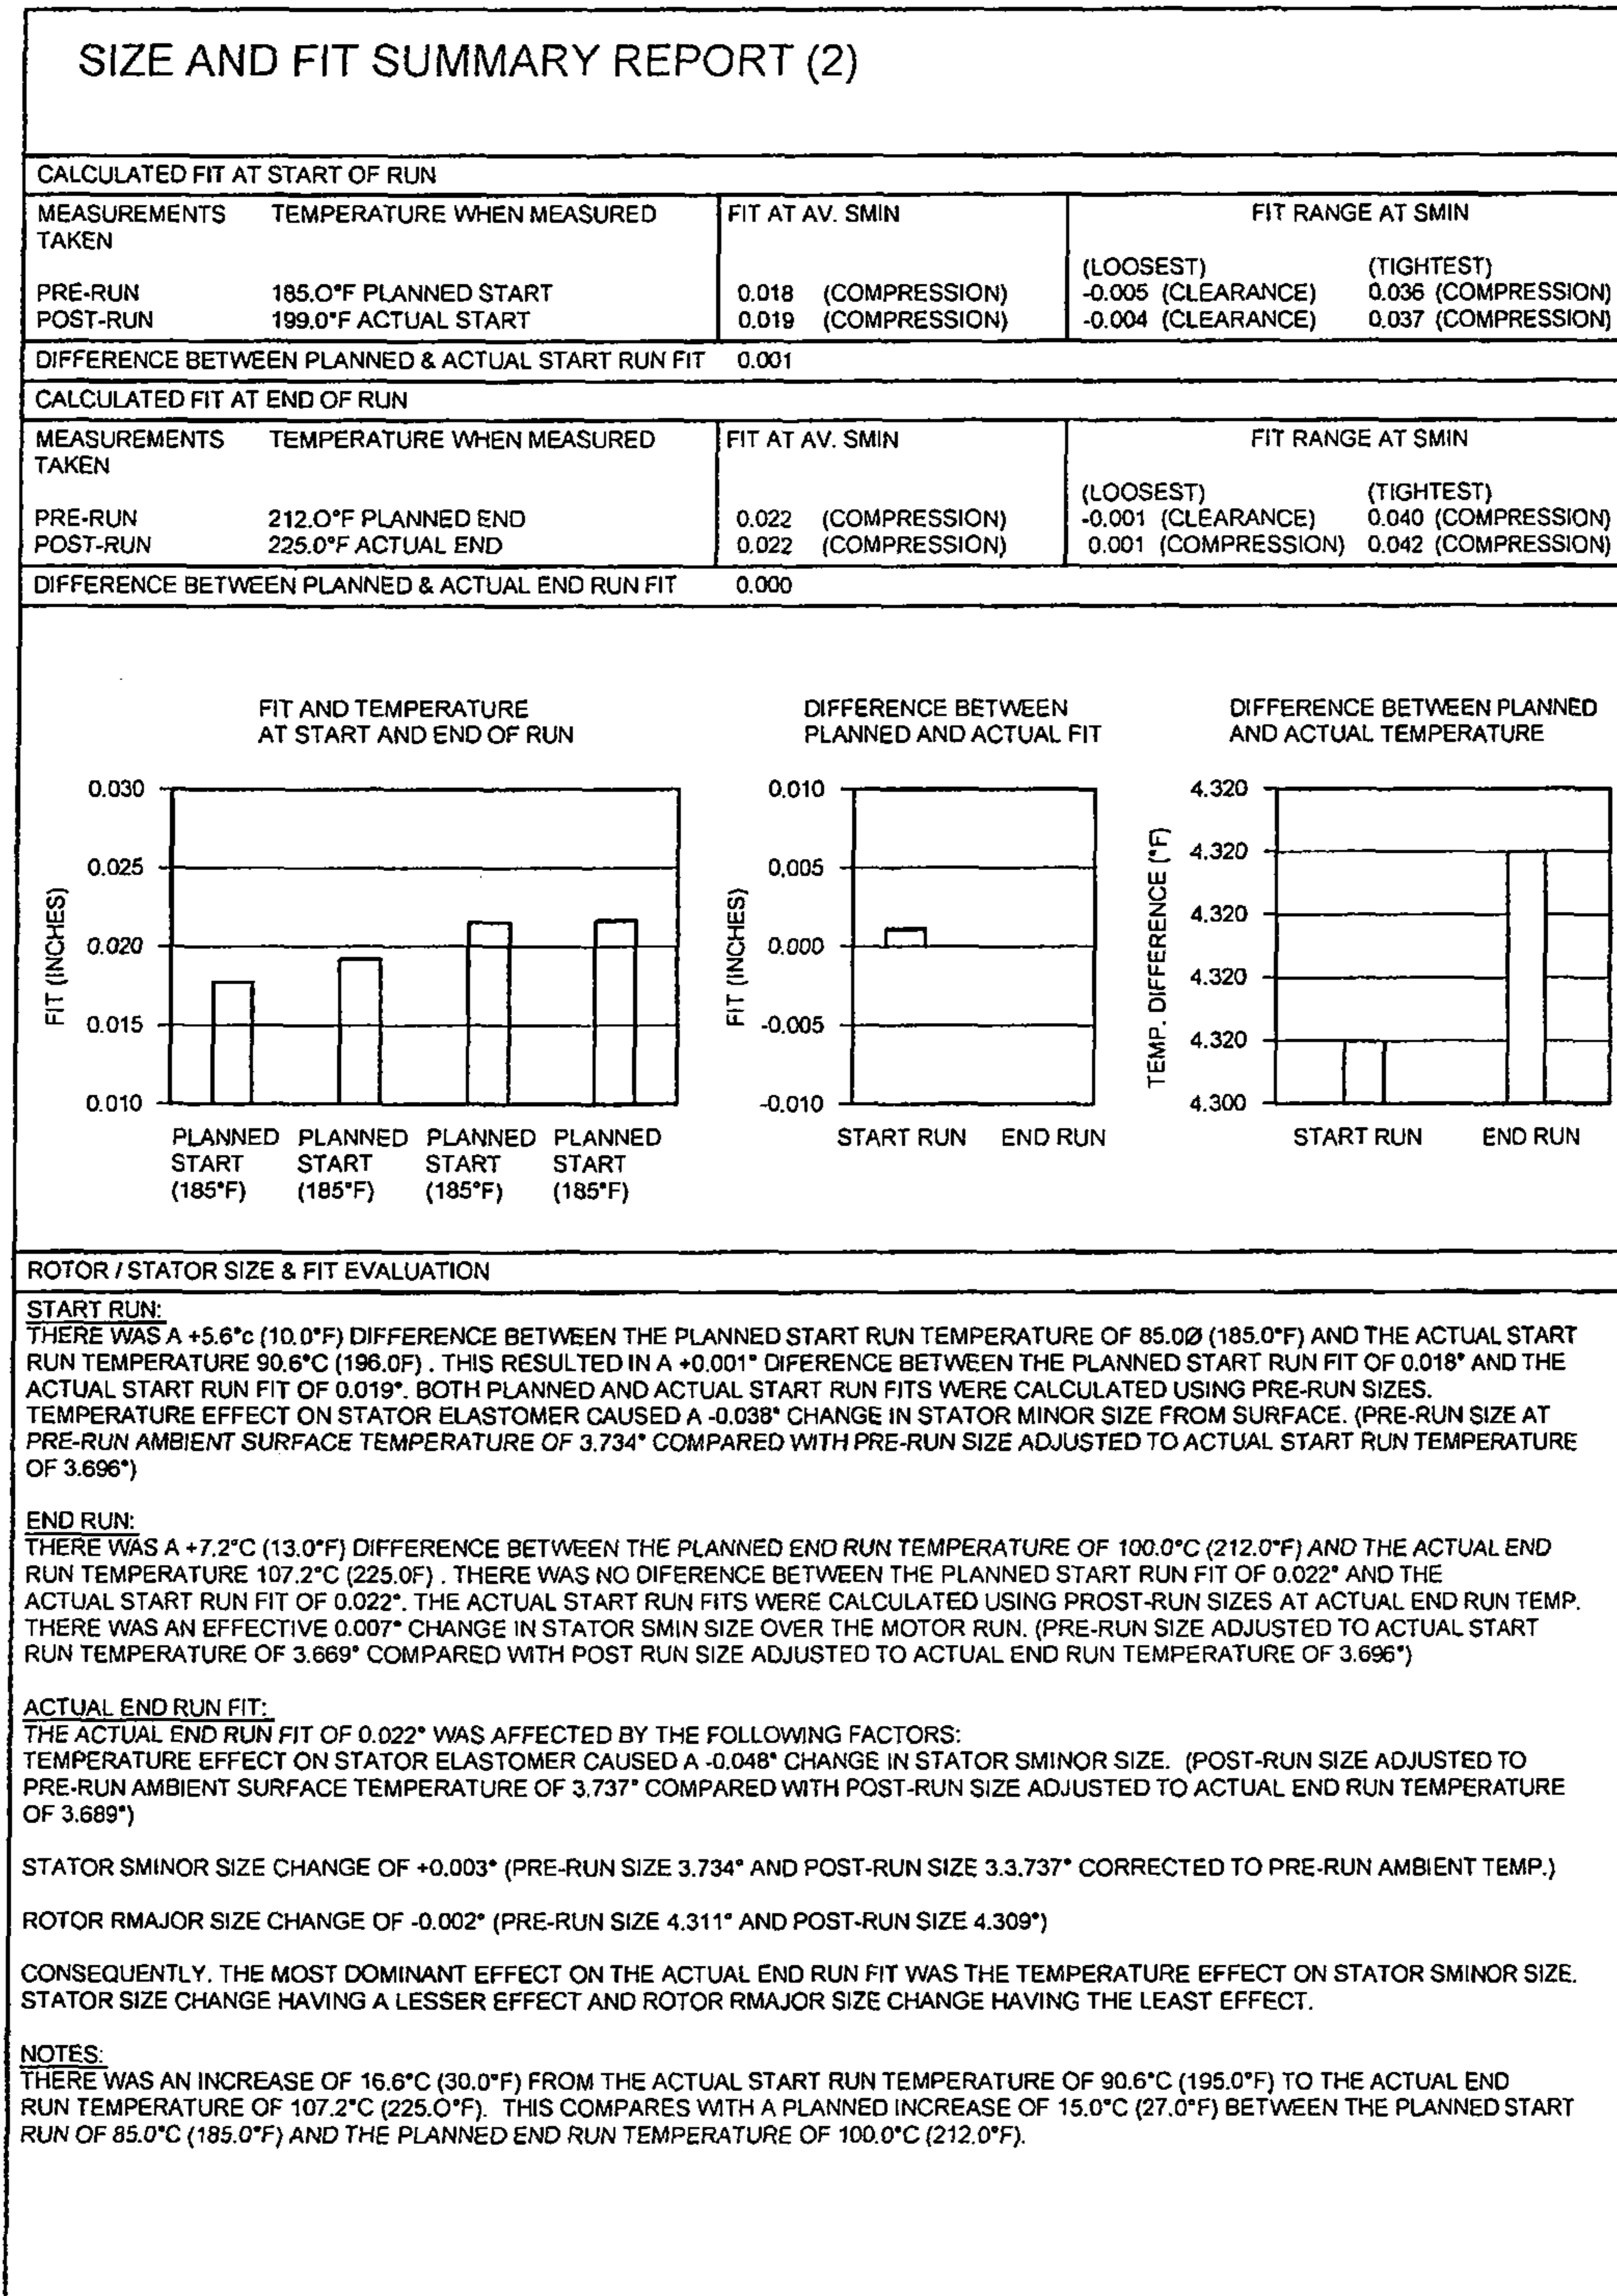 SIZE AND FIT SUMMARY REPORT (2)
CALCULATED FIT AT START OF RUN
MEASUREMENTS TAKEN TEMPERATURE WHEN MEASURED FIT AT AV. SMIN FIT RANGE AT SMIN
(LOOSEST) (TIGHTEST)
PRE-RUN 185.O°F PLANNED START 0.018 (COMPRESSION) -0.005 (CLEARANCE) 0.036 (COMPRESSION)
POST-RUN 199.0°F ACTUAL START 0.019 (COMPRESSION) -0.004 (CLEARANCE) 0.037 (COMPRESSION)
DIFFERENCE BETWEEN PLANNED & ACTUAL START RUN FIT 0.001
CALCULATED FIT AT END OF RUN
MEASUREMENTS TAKEN TEMPERATURE WHEN MEASURED FIT AT AV. SMIN FIT RANGE AT SMIN
(LOOSEST) (TIGHTEST)
PRE-RUN 212.O°F PLANNED END 0.022 (COMPRESSION) -0.001 (CLEARANCE) 0.040 (COMPRESSION)
POST-RUN 225.0°F ACTUAL END 0.022 (COMPRESSION) 0.001 (COMPRESSION) 0.042 (COMPRESSION)
DIFFERENCE BETWEEN PLANNED & ACTUAL END RUN FIT 0.000
FIT AND TEMPERATURE
AT START AND END OF RUN
FIT (INCHES)
0.030
0.025
0.020
0.015
0.010
PLANNED PLANNED PLANNED PLANNED
START START START START
(185°F) (185°F) (185°F) (185°F)
DIFFERENCE BETWEEN
PLANNED AND ACTUAL FIT
FIT (INCHES)
0.010
0.005
0.000
-0.005
-0.010
START RUN END RUN
DIFFERENCE BETWEEN PLANNED
AND ACTUAL TEMPERATURE
TEMP. DIFFERENCE (°F)
4.320
4.320
4.320
4.320
4.320
4.300
START RUN END RUN
ROTOR / STATOR SIZE & FIT EVALUATION
START RUN:
THERE WAS A +5.6°c (10.0°F) DIFFERENCE BETWEEN THE PLANNED START RUN TEMPERATURE OF 85.0Ø (185.0°F) AND THE ACTUAL START
RUN TEMPERATURE 90.6°C (196.0F) . THIS RESULTED IN A +0.001° DIFERENCE BETWEEN THE PLANNED START RUN FIT OF 0.018° AND THE
ACTUAL START RUN FIT OF 0.019°. BOTH PLANNED AND ACTUAL START RUN FITS WERE CALCULATED USING PRE-RUN SIZES.
TEMPERATURE EFFECT ON STATOR ELASTOMER CAUSED A -0.038° CHANGE IN STATOR MINOR SIZE FROM SURFACE. (PRE-RUN SIZE AT
PRE-RUN AMBIENT SURFACE TEMPERATURE OF 3.734° COMPARED WITH PRE-RUN SIZE ADJUSTED TO ACTUAL START RUN TEMPERATURE
OF 3.696°)
END RUN:
THERE WAS A +7.2°C (13.0°F) DIFFERENCE BETWEEN THE PLANNED END RUN TEMPERATURE OF 100.0°C (212.0°F) AND THE ACTUAL END
RUN TEMPERATURE 107.2°C (225.0F) . THERE WAS NO DIFERENCE BETWEEN THE PLANNED START RUN FIT OF 0.022° AND THE
ACTUAL START RUN FIT OF 0.022°. THE ACTUAL START RUN FITS WERE CALCULATED USING PROST-RUN SIZES AT ACTUAL END RUN TEMP.
THERE WAS AN EFFECTIVE 0.007° CHANGE IN STATOR SMIN SIZE OVER THE MOTOR RUN. (PRE-RUN SIZE ADJUSTED TO ACTUAL START
RUN TEMPERATURE OF 3.669° COMPARED WITH POST RUN SIZE ADJUSTED TO ACTUAL END RUN TEMPERATURE OF 3.696°)
ACTUAL END RUN FIT:
THE ACTUAL END RUN FIT OF 0.022° WAS AFFECTED BY THE FOLLOWING FACTORS:
TEMPERATURE EFFECT ON STATOR ELASTOMER CAUSED A -0.048° CHANGE IN STATOR SMINOR SIZE. (POST-RUN SIZE ADJUSTED TO
PRE-RUN AMBIENT SURFACE TEMPERATURE OF 3.737° COMPARED WITH POST-RUN SIZE ADJUSTED TO ACTUAL END RUN TEMPERATURE
OF 3.689°)
STATOR SMINOR SIZE CHANGE OF +0.003° (PRE-RUN SIZE 3.734° AND POST-RUN SIZE 3.3.737° CORRECTED TO PRE-RUN AMBIENT TEMP.)
ROTOR RMAJOR SIZE CHANGE OF -0.002° (PRE-RUN SIZE 4.311° AND POST-RUN SIZE 4.309°)
CONSEQUENTLY. THE MOST DOMINANT EFFECT ON THE ACTUAL END RUN FIT WAS THE TEMPERATURE EFFECT ON STATOR SMINOR SIZE.
STATOR SIZE CHANGE HAVING A LESSER EFFECT AND ROTOR RMAJOR SIZE CHANGE HAVING THE LEAST EFFECT.
NOTES:
THERE WAS AN INCREASE OF 16.6°C (30.0°F) FROM THE ACTUAL START RUN TEMPERATURE OF 90.6°C (195.0°F) TO THE ACTUAL END
RUN TEMPERATURE OF 107.2°C (225.O°F). THIS COMPARES WITH A PLANNED INCREASE OF 15.0°C (27.0°F) BETWEEN THE PLANNED START
RUN OF 85.0°C (185.0°F) AND THE PLANNED END RUN TEMPERATURE OF 100.0°C (212.0°F).